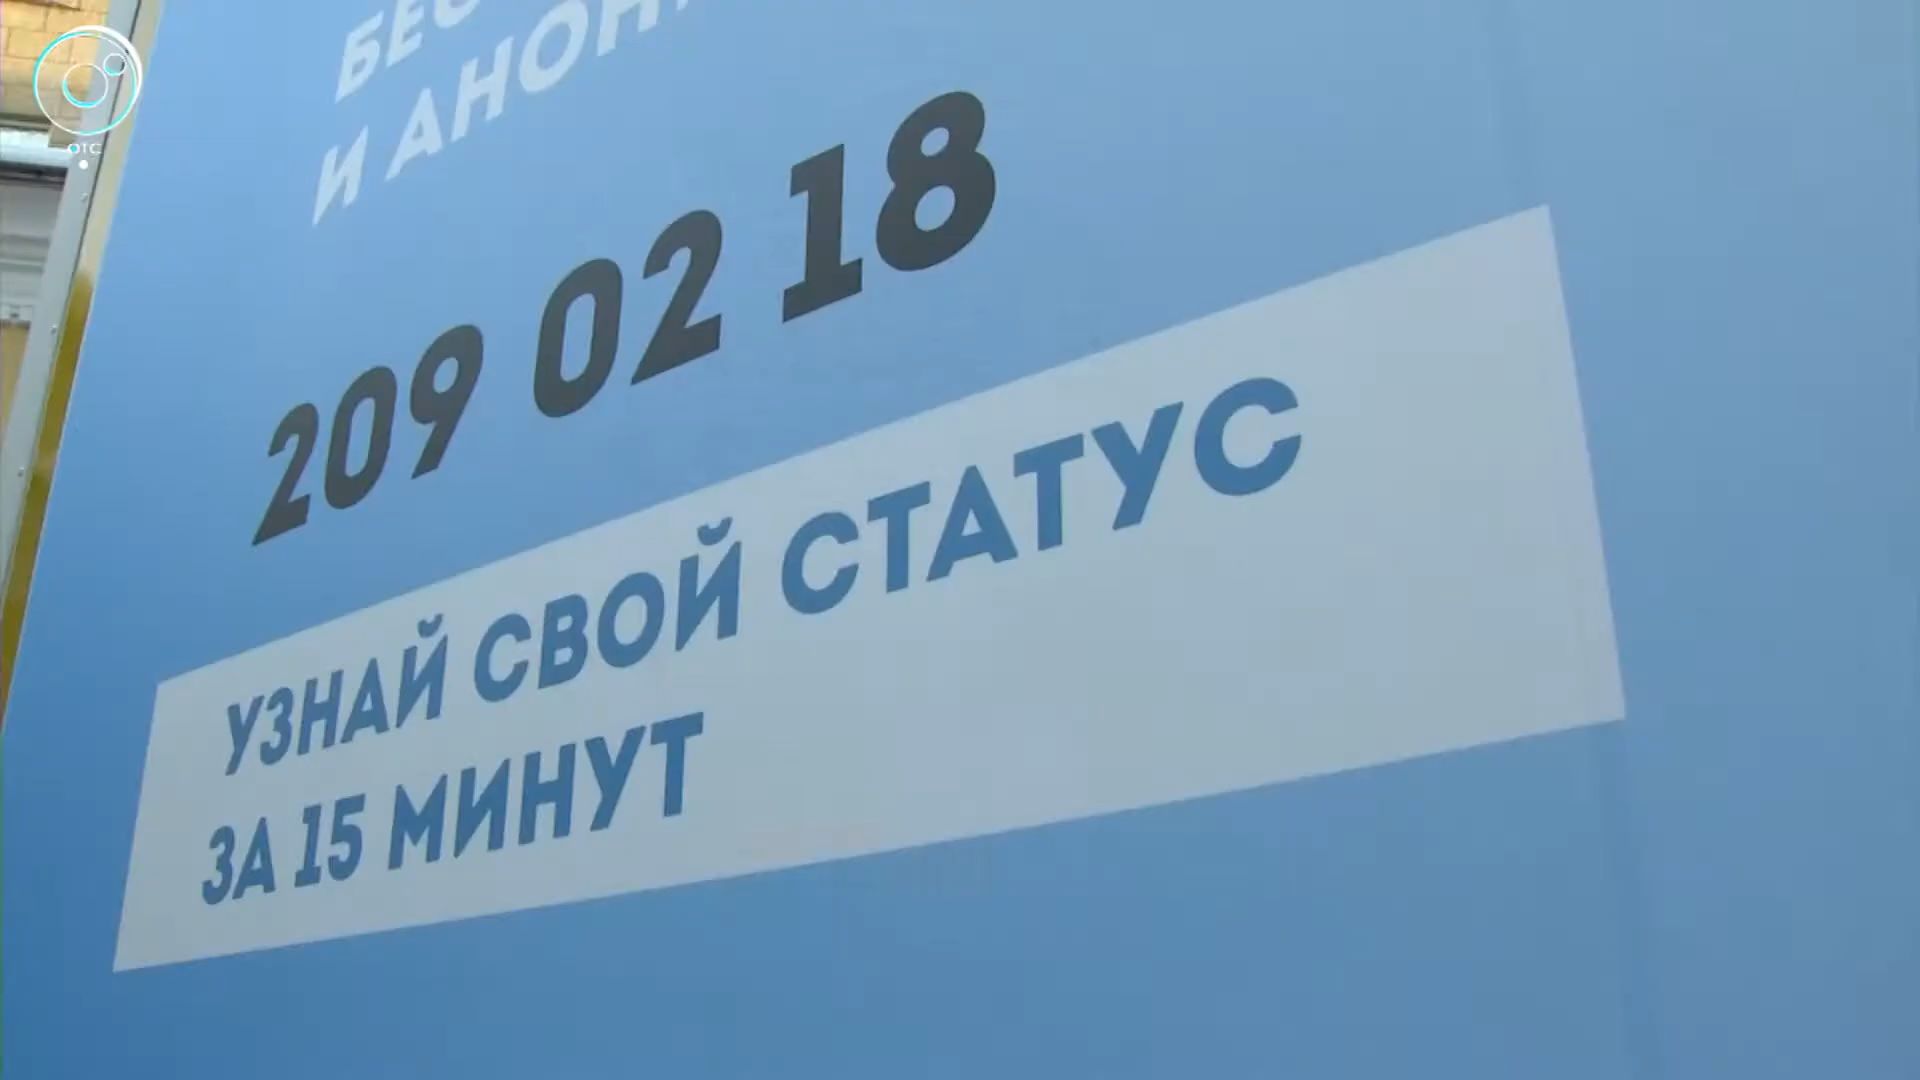 И АНОН
209 02 18
УЗНАЙ СВОЙ СТАТУС
ЗА 15 МИНУТ
ОТС